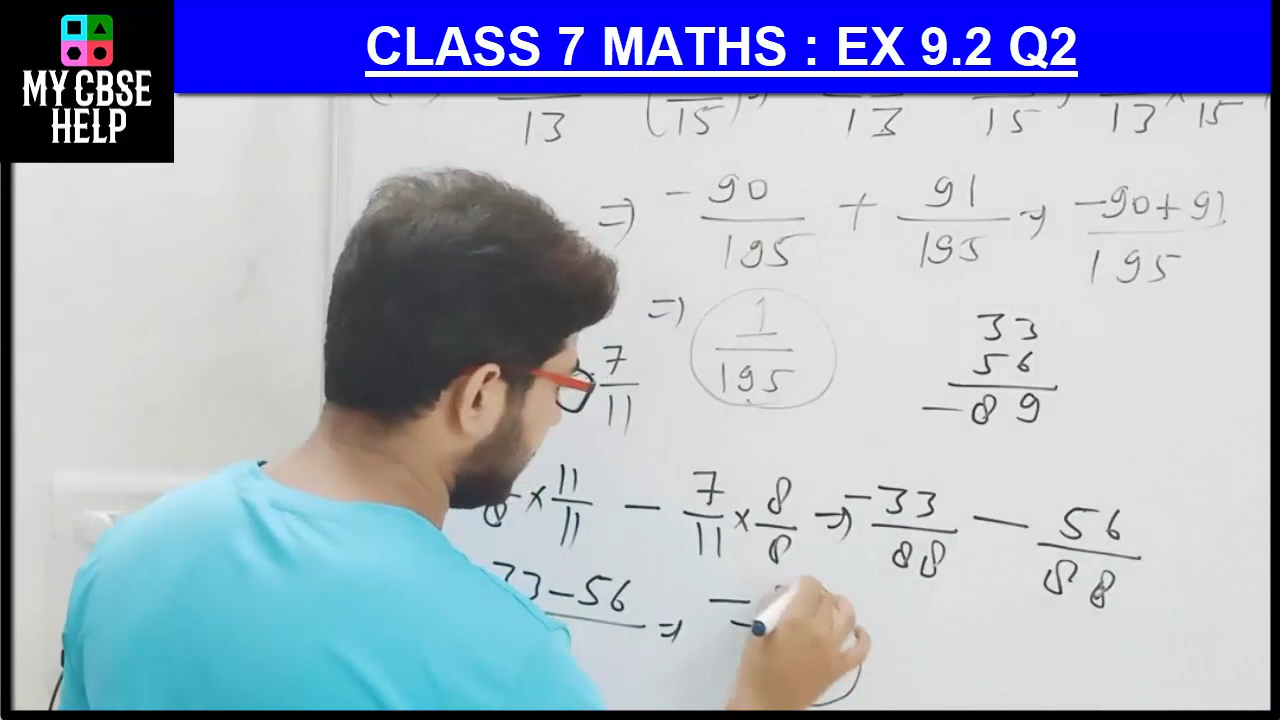 CLASS 7 MATHS : EX 9.2 Q2
MY CBSE
HELP
13 (15 13 15 13 × 15
⇒ -90/195 + 91/195 ⇒ -90+91/195
⇒ 1/195
7/11
33
56
-89
8 × 11/11 - 7/11 × 8/8 ⇒ -33/88 - 56/88
33-56 ⇒ -